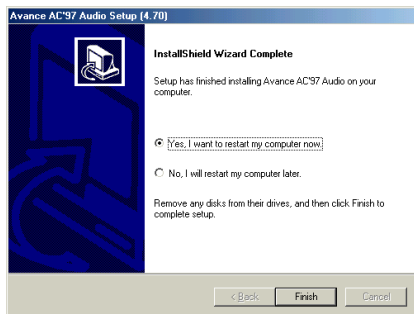 Avance AC'97 Audio Setup (4.70)
InstallShield Wizard Complete
Setup has finished installing Avance AC'97 Audio on your
computer.
Yes, I want to restart my computer now.
No, I will restart my computer later.
Remove any disks from their drives, and then click Finish to
complete setup.
< Back
Finish
Cancel